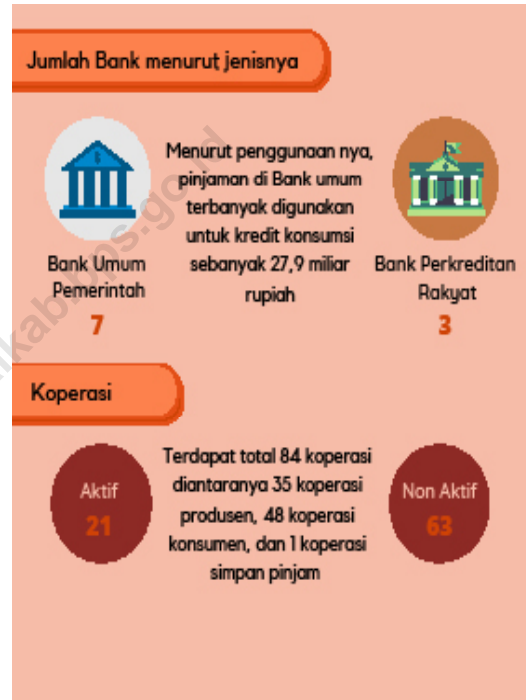 Jumlah Bank menurut jenisnya
Menurut penggunaan nya,
pinjaman di Bank umum
terbanyak digunakan
untuk kredit konsumsi
sebanyak 27,9 miliar
rupiah
Bank Umum
Pemerintah
7
Bank Perkreditan
Rakyat
3
Koperasi
Aktif
21
Terdapat total 84 koperasi
diantaranya 35 koperasi
produsen, 48 koperasi
konsumen, dan 1 koperasi
simpan pinjam
Non Aktif
63